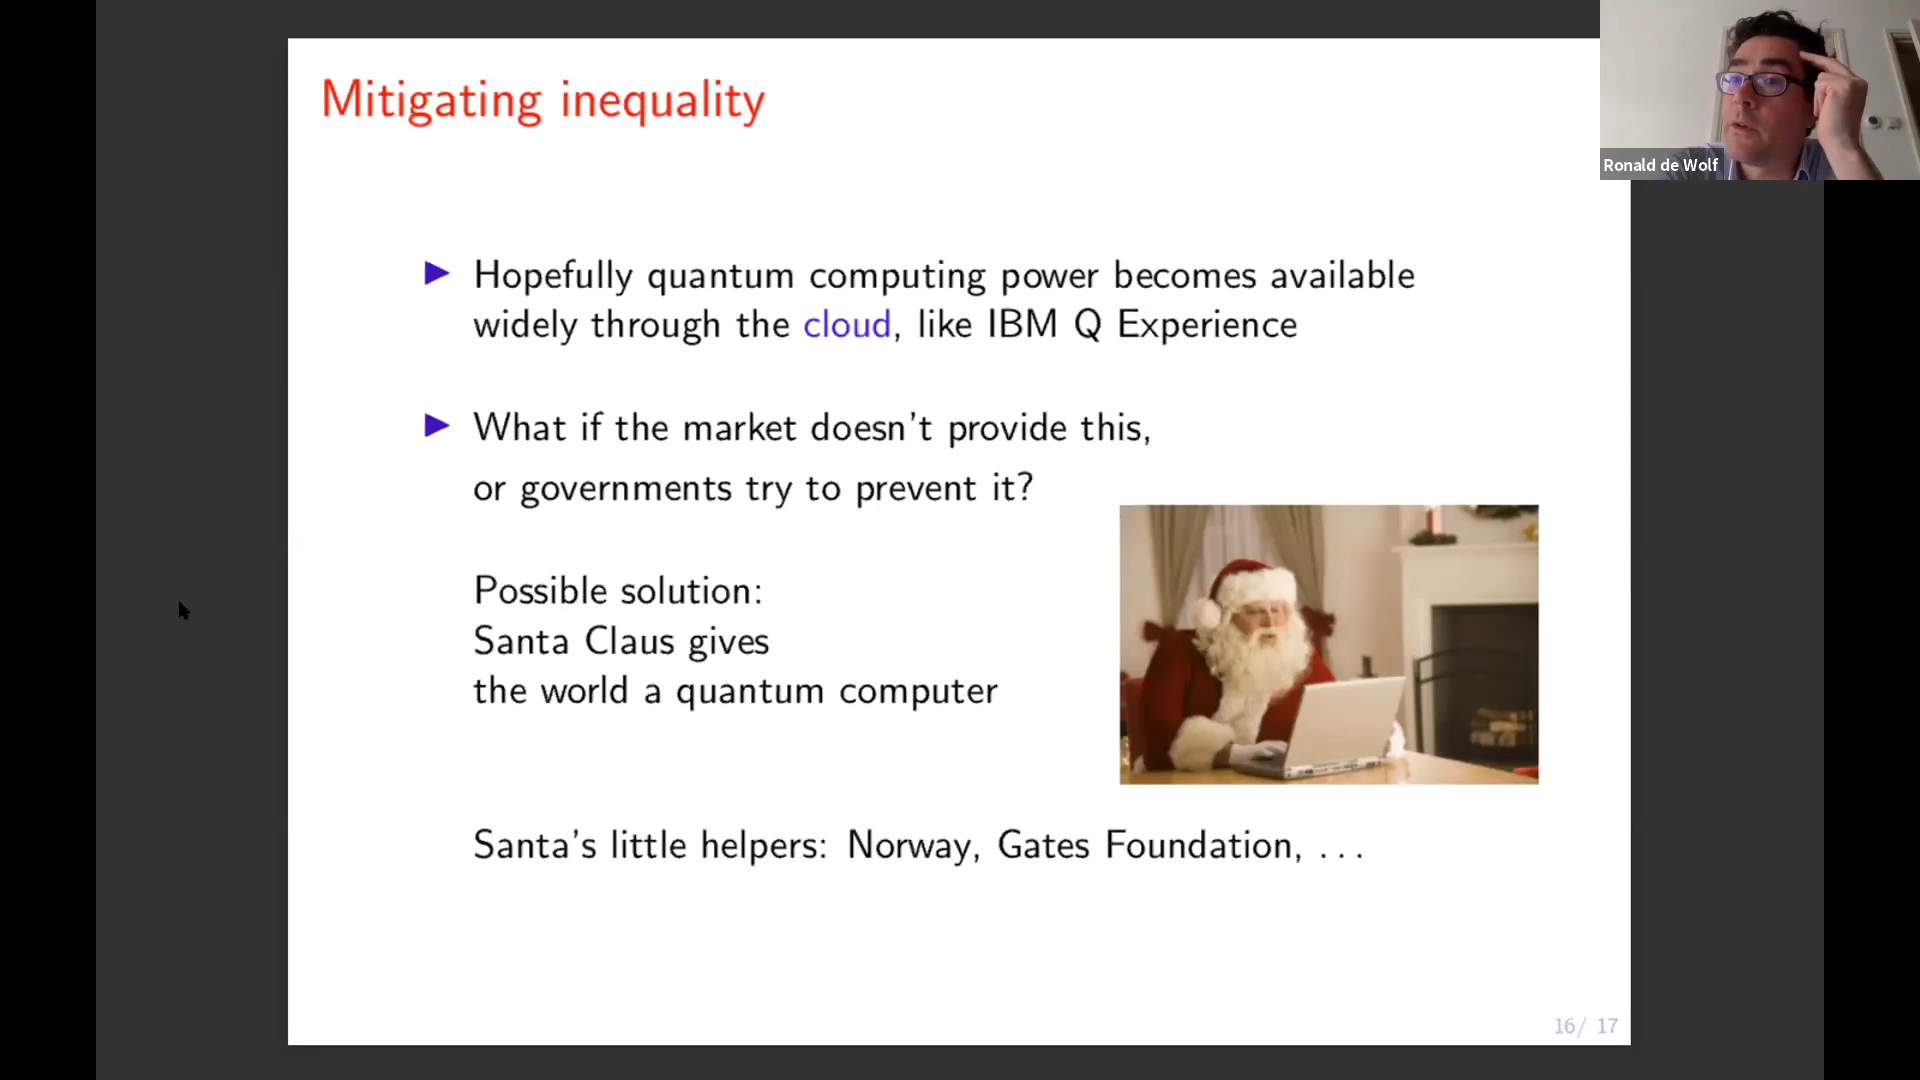 Mitigating inequality
Ronald de Wolf
▶ Hopefully quantum computing power becomes available
widely through the cloud, like IBM Q Experience
▶ What if the market doesn't provide this,
or governments try to prevent it?
Possible solution:
Santa Claus gives
the world a quantum computer
Santa's little helpers: Norway, Gates Foundation, ...
16/ 17